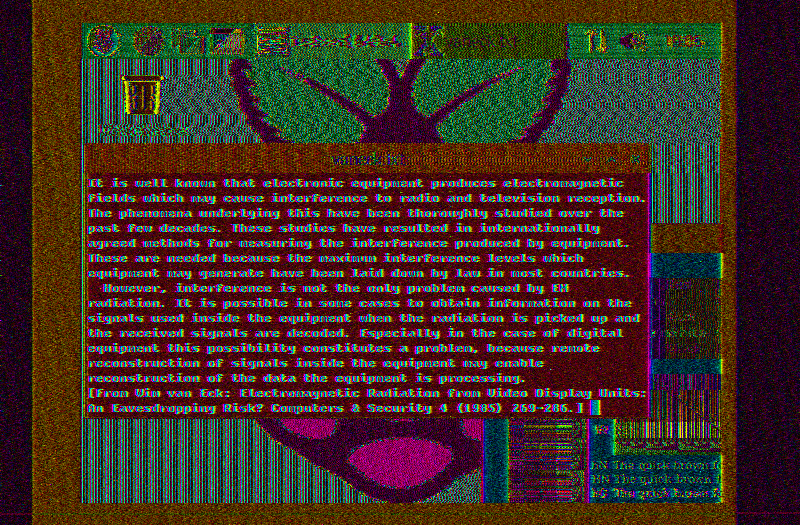 It is well known that electronic equipment produces electromagnetic
fields which may cause interference to radio and television reception.
The phenomena underlying this have been thoroughly studied over the
past few decades. These studies have resulted in internationally
agreed methods for measuring the interference produced by equipment.
These are needed because the maximum interference levels which
equipment may generate have been laid down by law in most countries.
However, interference is not the only problem caused by EM
radiation. It is possible in some cases to obtain information on the
signals used inside the equipment when the radiation is picked up and
the received signals are decoded. Especially in the case of digital
equipment this possibility constitutes a problem, because remote
reconstruction of signals inside the equipment may enable
reconstruction of the data the equipment is processing.
[From Wim van Eck: Electromagnetic Radiation from Video Display Units:
An Eavesdropping Risk? Computers & Security 4 (1985) 269-286.]
The quick brown
The quick brown
The quick brown